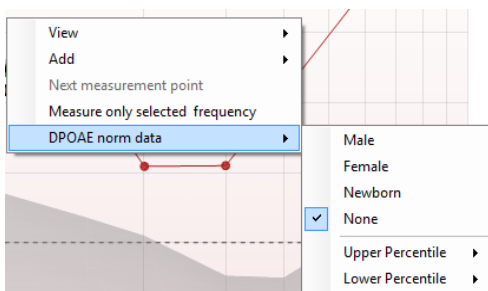 View
Add
Next measurement point
Measure only selected frequency
DPOAE norm data
Male
Female
Newborn
None
Upper Percentile
Lower Percentile